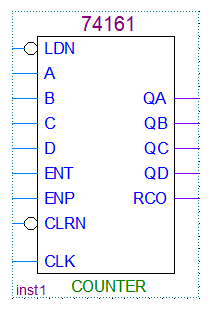 74161
LDN
A
B QA
C QB
D QC
ENT QD
ENP RCO
CLRN
CLK
inst1 COUNTER